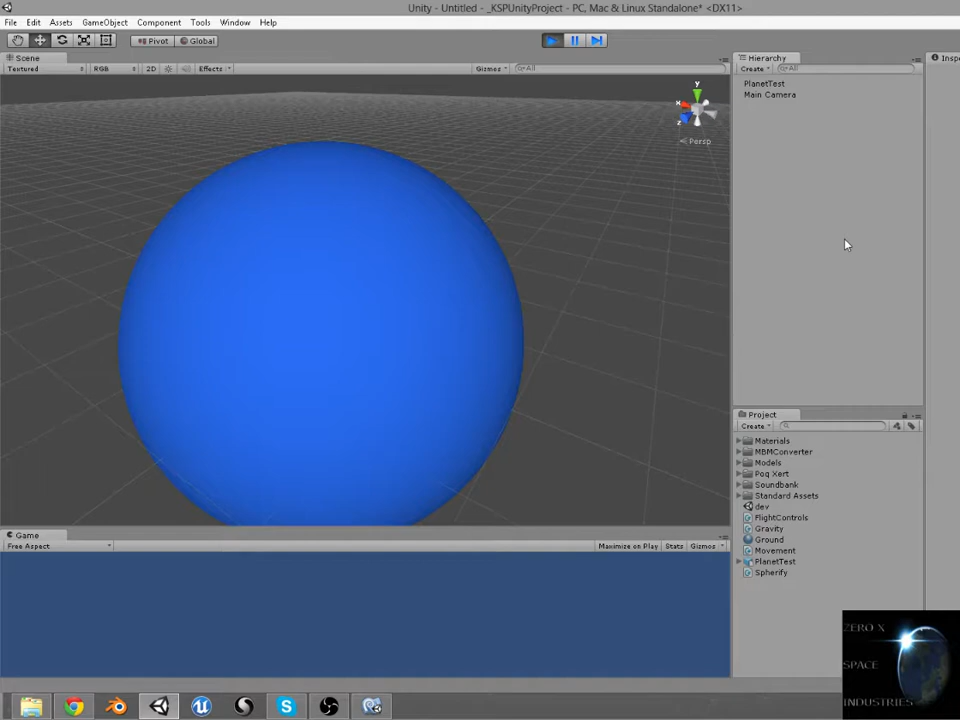 Unity - Untitled - _KSPUnityProject - PC, Mac & Linux Standalone* <DX11>
File Edit Assets GameObject Component Tools Window Help
Pivot Global
Scene
Textured RGB 2D Effects Gizmos All
y
x
z
Persp
Hierarchy
Create All
PlanetTest
Main Camera
Inspe
Project
Create
Materials
MBMConverter
Models
Poq Xert
Soundbank
Standard Assets
dev
FlightControls
Gravity
Ground
Movement
PlanetTest
Spherify
Game
Free Aspect Maximize on Play Stats Gizmos
ZERO X
SPACE
INDUSTRIES